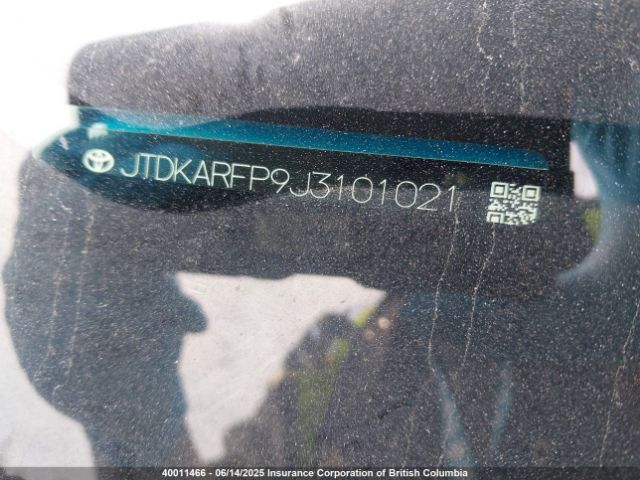 JTDKARFP9J3101021
40011466 - 06/14/2025 Insurance Corporation of British Columbia